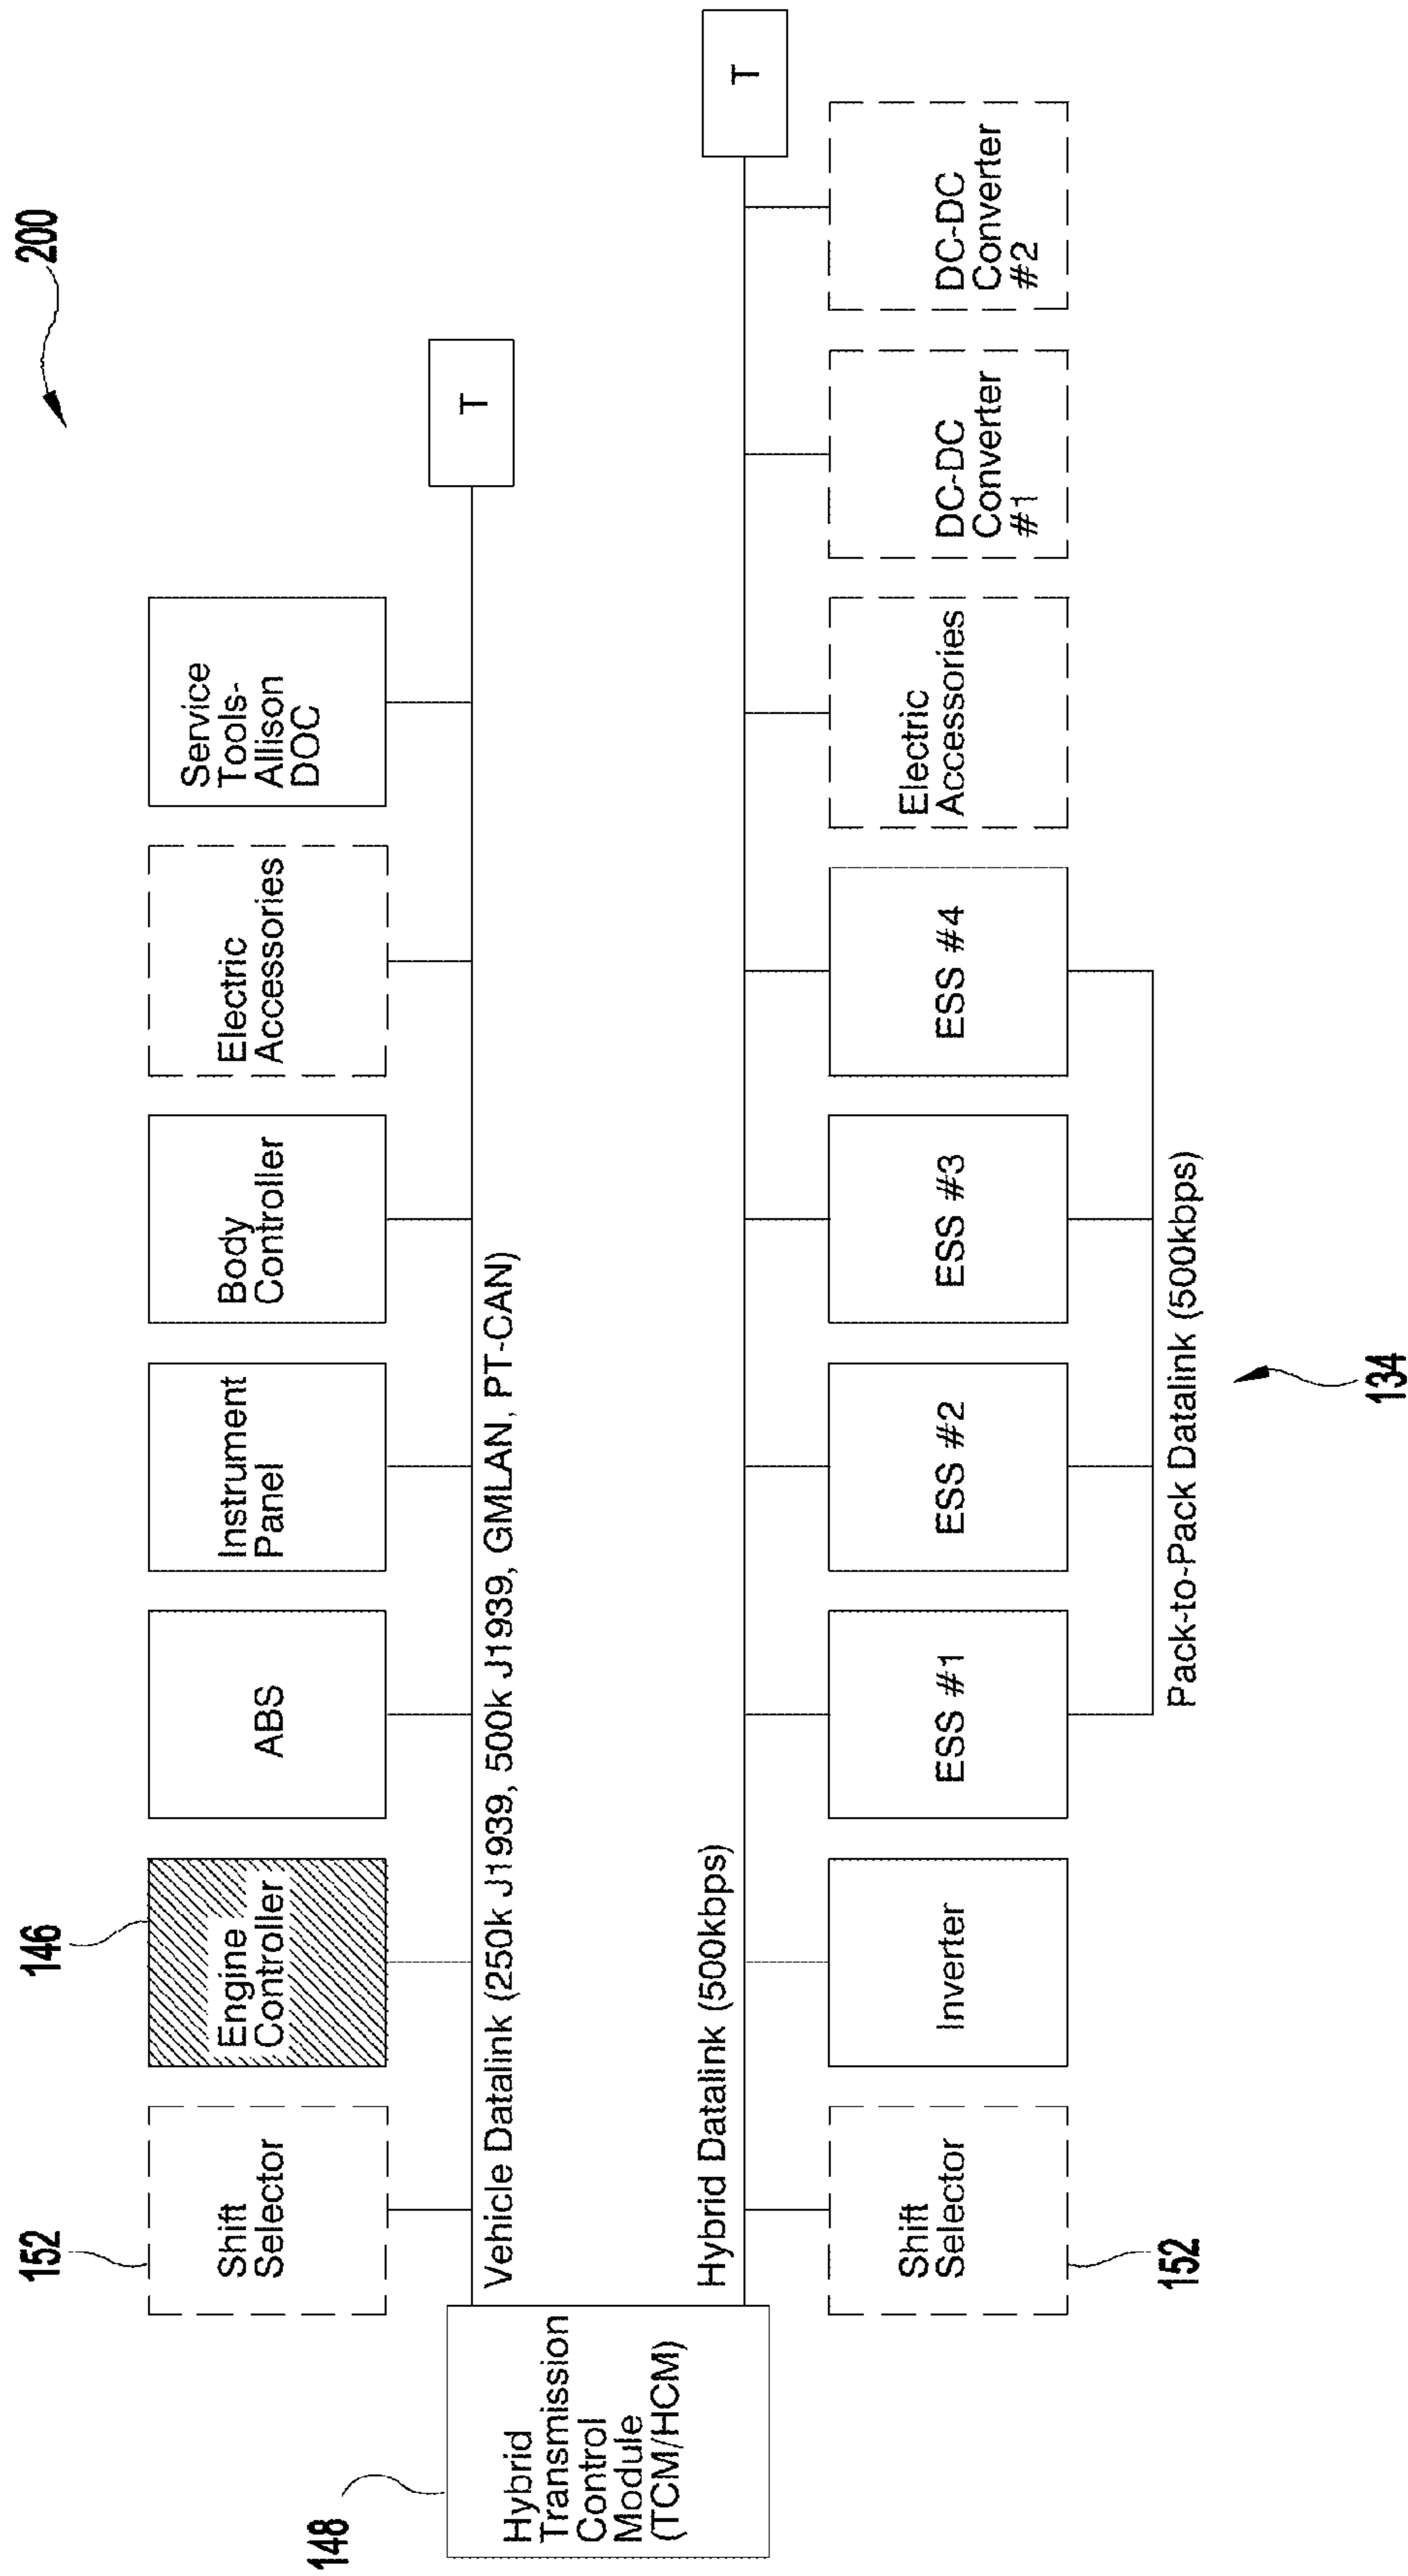 200
152
146
Shift
Selector
Engine
Controller
ABS
Instrument
Panel
Body
Controller
Electric
Accessories
Service
Tools-
Allison
DOC
T
Vehicle Datalink (250k J1939, 500k J1939, GMLAN, PT-CAN)
148
Hybrid
Transmission
Control
Module
(TCM/HCM)
Hybrid Datalink (500kbps)
T
Shift
Selector
Inverter
ESS #1
ESS #2
ESS #3
ESS #4
Electric
Accessories
DC-DC
Converter
#1
DC-DC
Converter
#2
152
Pack-to-Pack Datalink (500kbps)
134